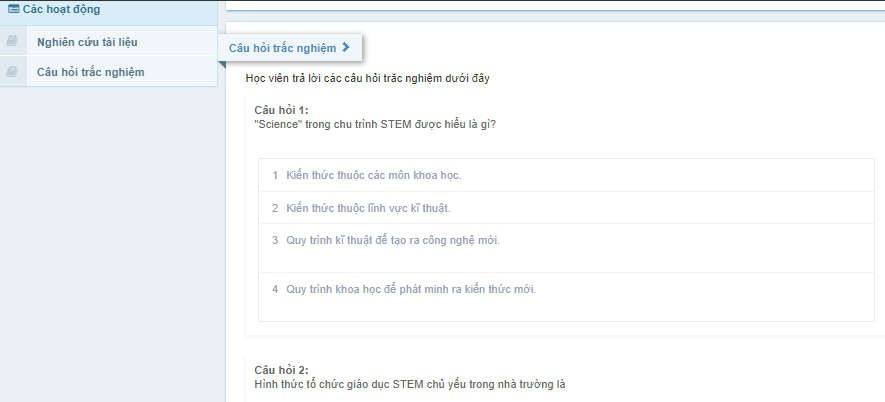 Các hoạt động
Nghiên cứu tài liệu
Câu hỏi trắc nghiệm
Câu hỏi trắc nghiệm
Học viên trả lời các câu hỏi trắc nghiệm dưới đây
Câu hỏi 1:
"Science" trong chu trình STEM được hiểu là gì?
1 Kiến thức thuộc các môn khoa học.
2 Kiến thức thuộc lĩnh vực kĩ thuật.
3 Quy trình kĩ thuật để tạo ra công nghệ mới.
4 Quy trình khoa học để phát minh ra kiến thức mới.
Câu hỏi 2:
Hình thức tổ chức giáo dục STEM chủ yếu trong nhà trường là